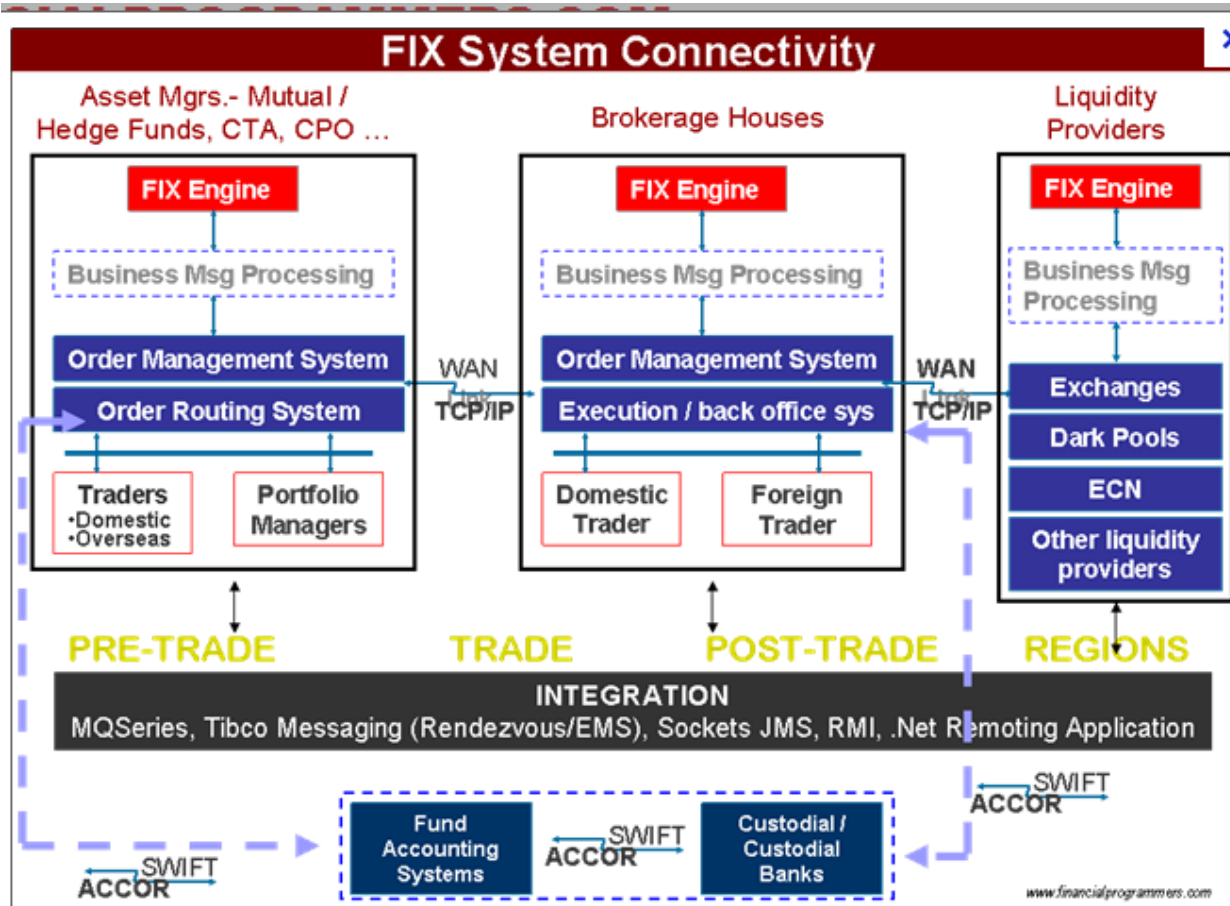 FIX System Connectivity
Asset Mgrs.- Mutual /
Hedge Funds, CTA, CPO ...
Brokerage Houses
Liquidity
Providers
FIX Engine
Business Msg Processing
Order Management System
Order Routing System
Traders
•Domestic
•Overseas
Portfolio
Managers
WAN
Link
TCP/IP
FIX Engine
Business Msg Processing
Order Management System
Execution / back office sys
Domestic
Trader
Foreign
Trader
WAN
Link
TCP/IP
FIX Engine
Business Msg
Processing
Exchanges
Dark Pools
ECN
Other liquidity
providers
PRE-TRADE
TRADE
POST-TRADE
REGIONS
INTEGRATION
MQSeries, Tibco Messaging (Rendezvous/EMS), Sockets JMS, RMI, .Net Remoting Application
SWIFT
ACCOR
Fund
Accounting
Systems
SWIFT
ACCOR
Custodial /
Custodial
Banks
SWIFT
ACCOR
www.financialprogrammers.com